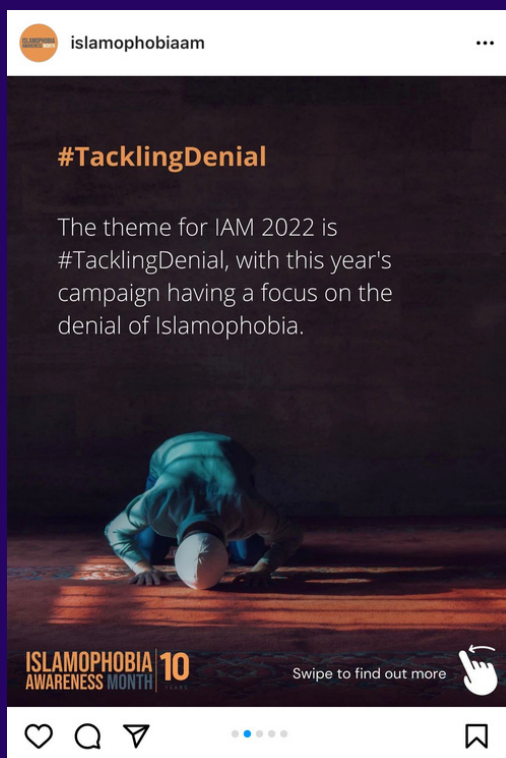 islamophobiaam
#TacklingDenial
The theme for IAM 2022 is
#TacklingDenial, with this year's
campaign having a focus on the
denial of Islamophobia.
ISLAMOPHOBIA
AWARENESS MONTH
10
YEARS
Swipe to find out more